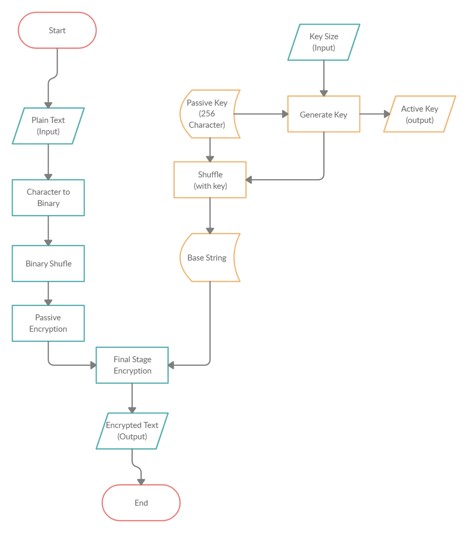 Start
Key Size
(Input)
Plain Text
(Input)
Passive Key
(256
Character)
Generate Key
Active Key
(output)
Character to
Binary
Shuffle
(with key)
Binary Shufle
Base String
Passive
Encryption
Final Stage
Encryption
Encrypted Text
(Output)
End